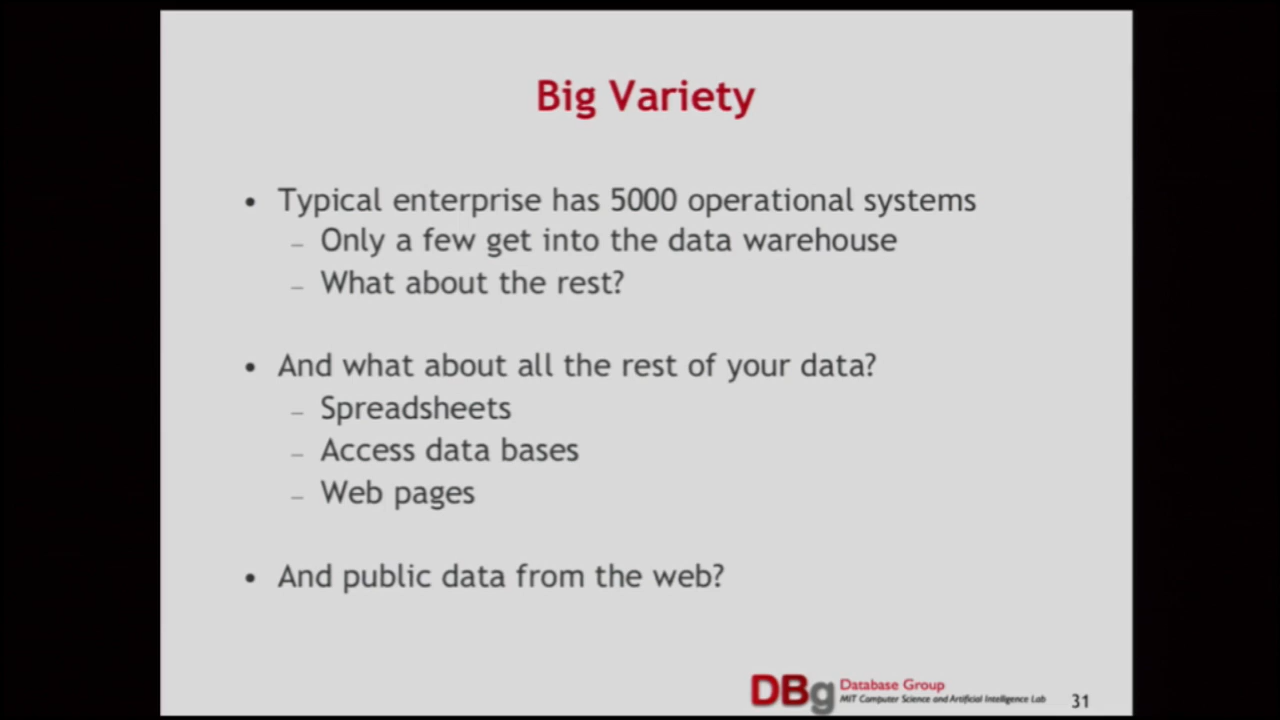 Big Variety
• Typical enterprise has 5000 operational systems
– Only a few get into the data warehouse
– What about the rest?
• And what about all the rest of your data?
– Spreadsheets
– Access data bases
– Web pages
• And public data from the web?
DBg Database Group
MIT Computer Science and Artificial Intelligence Lab
31